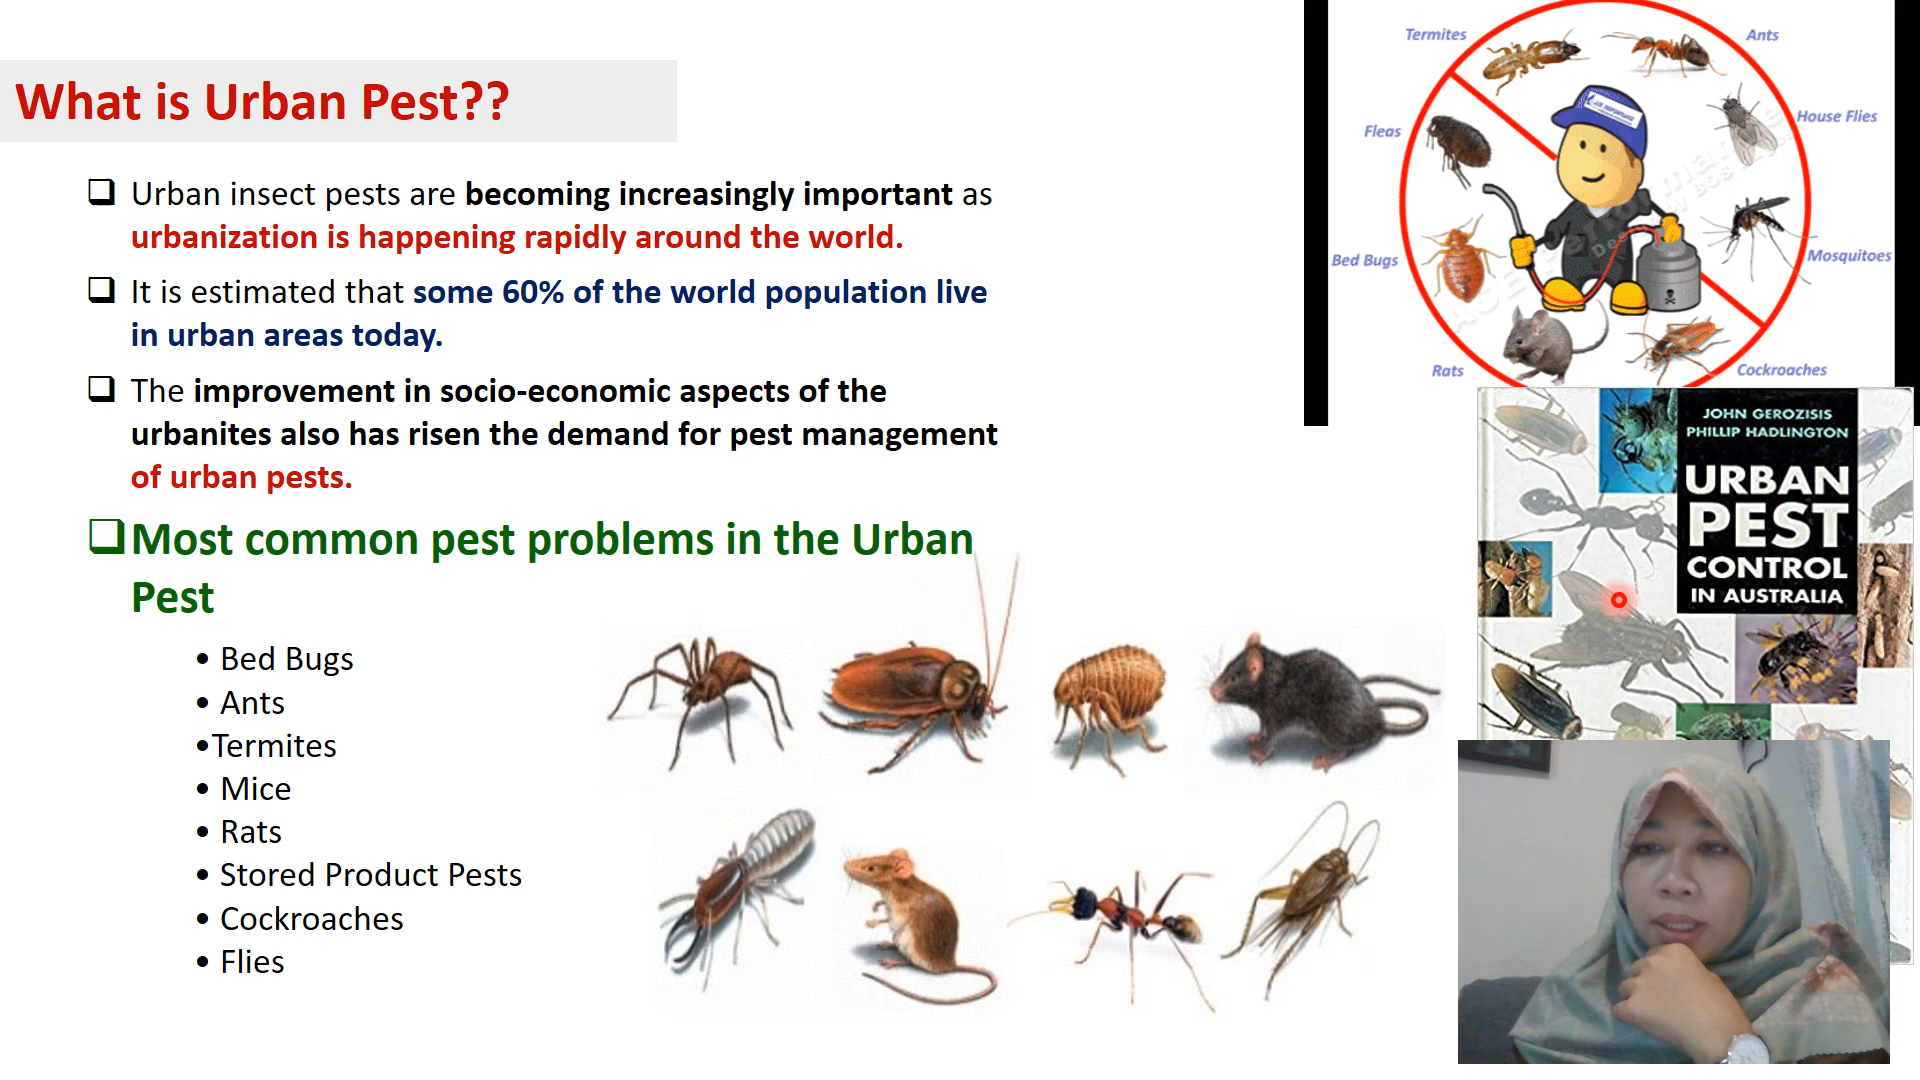 What is Urban Pest??
❑ Urban insect pests are becoming increasingly important as
urbanization is happening rapidly around the world.
❑ It is estimated that some 60% of the world population live
in urban areas today.
❑ The improvement in socio-economic aspects of the
urbanites also has risen the demand for pest management
of urban pests.
❑Most common pest problems in the Urban
Pest
• Bed Bugs
• Ants
•Termites
• Mice
• Rats
• Stored Product Pests
• Cockroaches
• Flies
Termites
Ants
Fleas
House Flies
Bed Bugs
Mosquitoes
Rats
Cockroaches
JOHN GEROZISIS
PHILLIP HADLINGTON
URBAN
PEST
CONTROL
IN AUSTRALIA